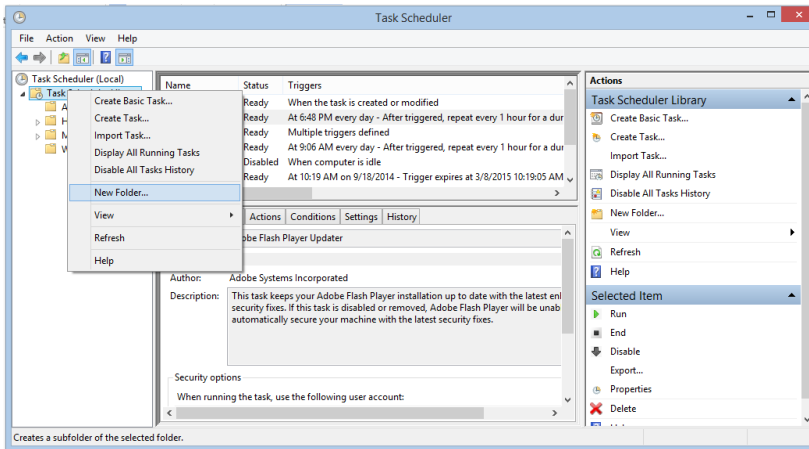 Task Scheduler
File Action View Help
Task Scheduler (Local)
Task
A
H
M
W
Create Basic Task...
Create Task...
Import Task...
Display All Running Tasks
Disable All Tasks History
New Folder...
View
Refresh
Help
Name Status Triggers
Ready When the task is created or modified
Ready At 6:48 PM every day - After triggered, repeat every 1 hour for a dur
Ready Multiple triggers defined
Ready At 9:06 AM every day - After triggered, repeat every 1 hour for a dur
Disabled When computer is idle
Ready At 10:19 AM on 9/18/2014 - Trigger expires at 3/8/2015 10:19:05 AM
Actions Conditions Settings History
obe Flash Player Updater
Author: Adobe Systems Incorporated
Description: This task keeps your Adobe Flash Player installation up to date with the latest enl
security fixes. If this task is disabled or removed, Adobe Flash Player will be unab
automatically secure your machine with the latest security fixes.
Security options
When running the task, use the following user account:
Actions
Task Scheduler Library
Create Basic Task...
Create Task...
Import Task...
Display All Running Tasks
Disable All Tasks History
New Folder...
View
Refresh
Help
Selected Item
Run
End
Disable
Export...
Properties
Delete
Creates a subfolder of the selected folder.